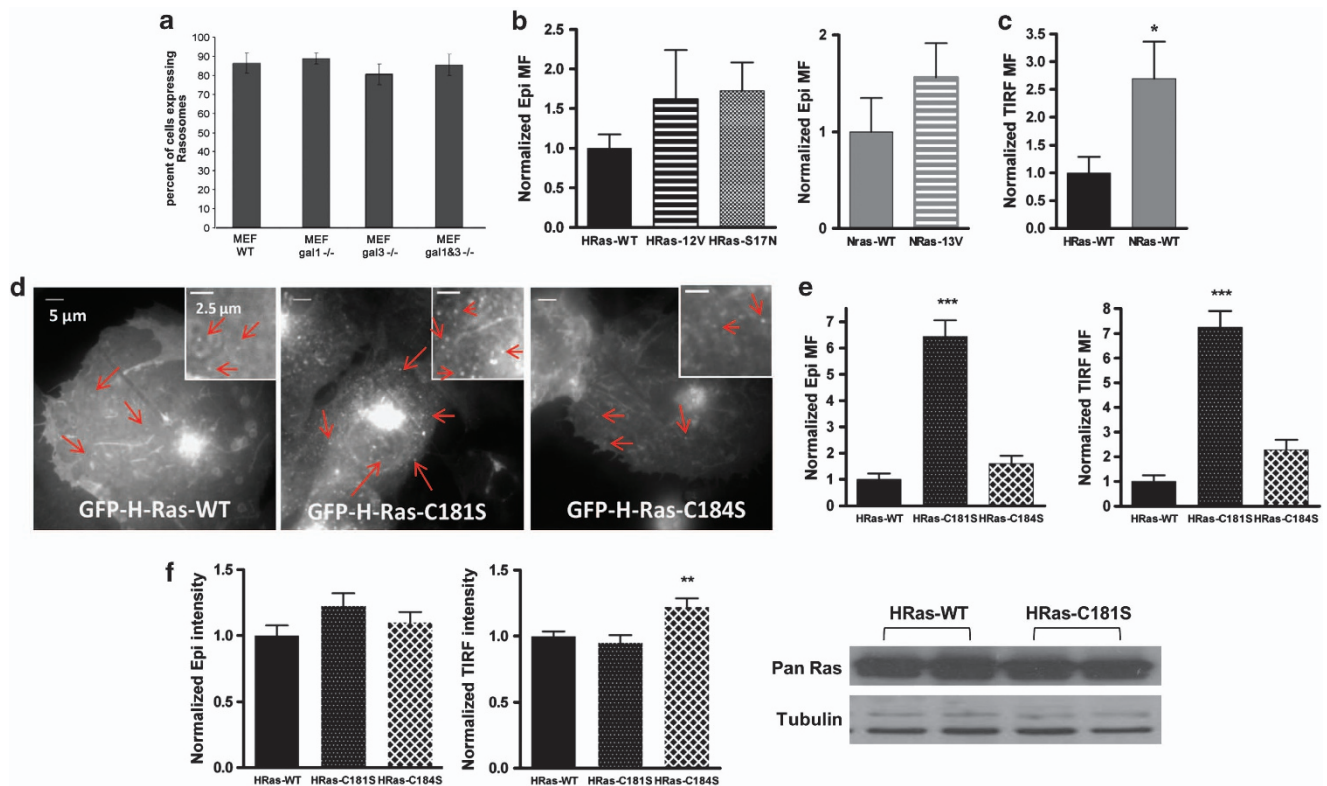 a
percent of cells expressing
Rasosomes
100
90
80
70
60
50
40
30
20
10
0
MEF
WT
MEF
gal1 -/-
MEF
gal3 -/-
MEF
gal1&3 -/-
b
Normalized Epi MF
2.5
2.0
1.5
1.0
0.5
0.0
HRas-WT
HRas-12V
HRas-S17N
Normalized Epi MF
2
1
0
Nras-WT
NRas-13V
c
Normalized TIRF MF
3.5
3.0
2.5
2.0
1.5
1.0
0.5
0.0
*
HRas-WT
NRas-WT
d
5 µm
2.5 µm
GFP-H-Ras-WT
GFP-H-Ras-C181S
GFP-H-Ras-C184S
e
Normalized Epi MF
7
6
5
4
3
2
1
0
***
HRas-WT
HRas-C181S
HRas-C184S
Normalized TIRF MF
8
7
6
5
4
3
2
1
0
***
HRas-WT
HRas-C181S
HRas-C184S
f
Normalized Epi intensity
1.5
1.0
0.5
0.0
HRas-WT
HRas-C181S
HRas-C184S
Normalized TIRF intensity
1.5
1.0
0.5
0.0
**
HRas-WT
HRas-C181S
HRas-C184S
HRas-WT
HRas-C181S
Pan Ras
Tubulin